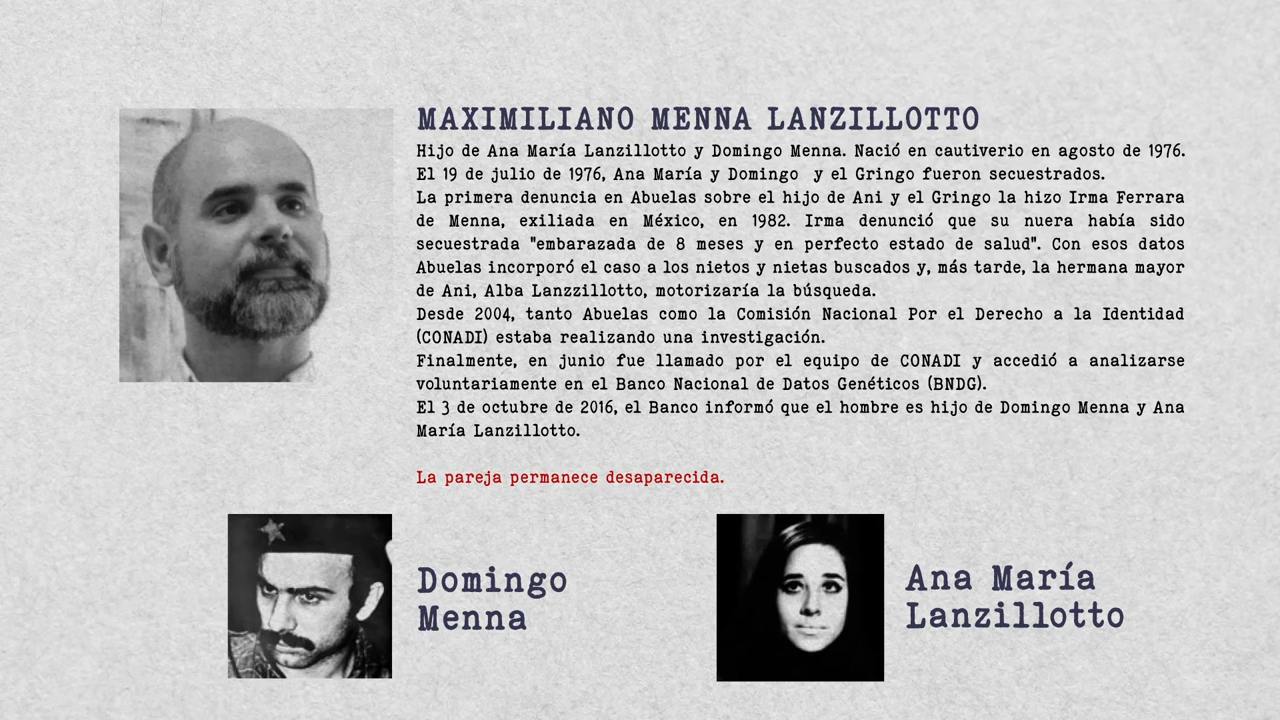 MAXIMILIANO MENNA LANZILLOTTO
Hijo de Ana María Lanzillotto y Domingo Menna. Nació en cautiverio en agosto de 1976.
El 19 de julio de 1976, Ana María y Domingo  y el Gringo fueron secuestrados.
La primera denuncia en Abuelas sobre el hijo de Ani y el Gringo la hizo Irma Ferrara
de Menna, exiliada en México, en 1982. Irma denunció que su nuera había sido
secuestrada "embarazada de 8 meses y en perfecto estado de salud". Con esos datos
Abuelas incorporó el caso a los nietos y nietas buscados y, más tarde, la hermana mayor
de Ani, Alba Lanzzillotto, motorizaría la búsqueda.
Desde 2004, tanto Abuelas como la Comisión Nacional Por el Derecho a la Identidad
(CONADI) estaba realizando una investigación.
Finalmente, en junio fue llamado por el equipo de CONADI y accedió a analizarse
voluntariamente en el Banco Nacional de Datos Genéticos (BNDG).
El 3 de octubre de 2016, el Banco informó que el hombre es hijo de Domingo Menna y Ana
María Lanzillotto.
La pareja permanece desaparecida.
Domingo
Menna
Ana María
Lanzillotto